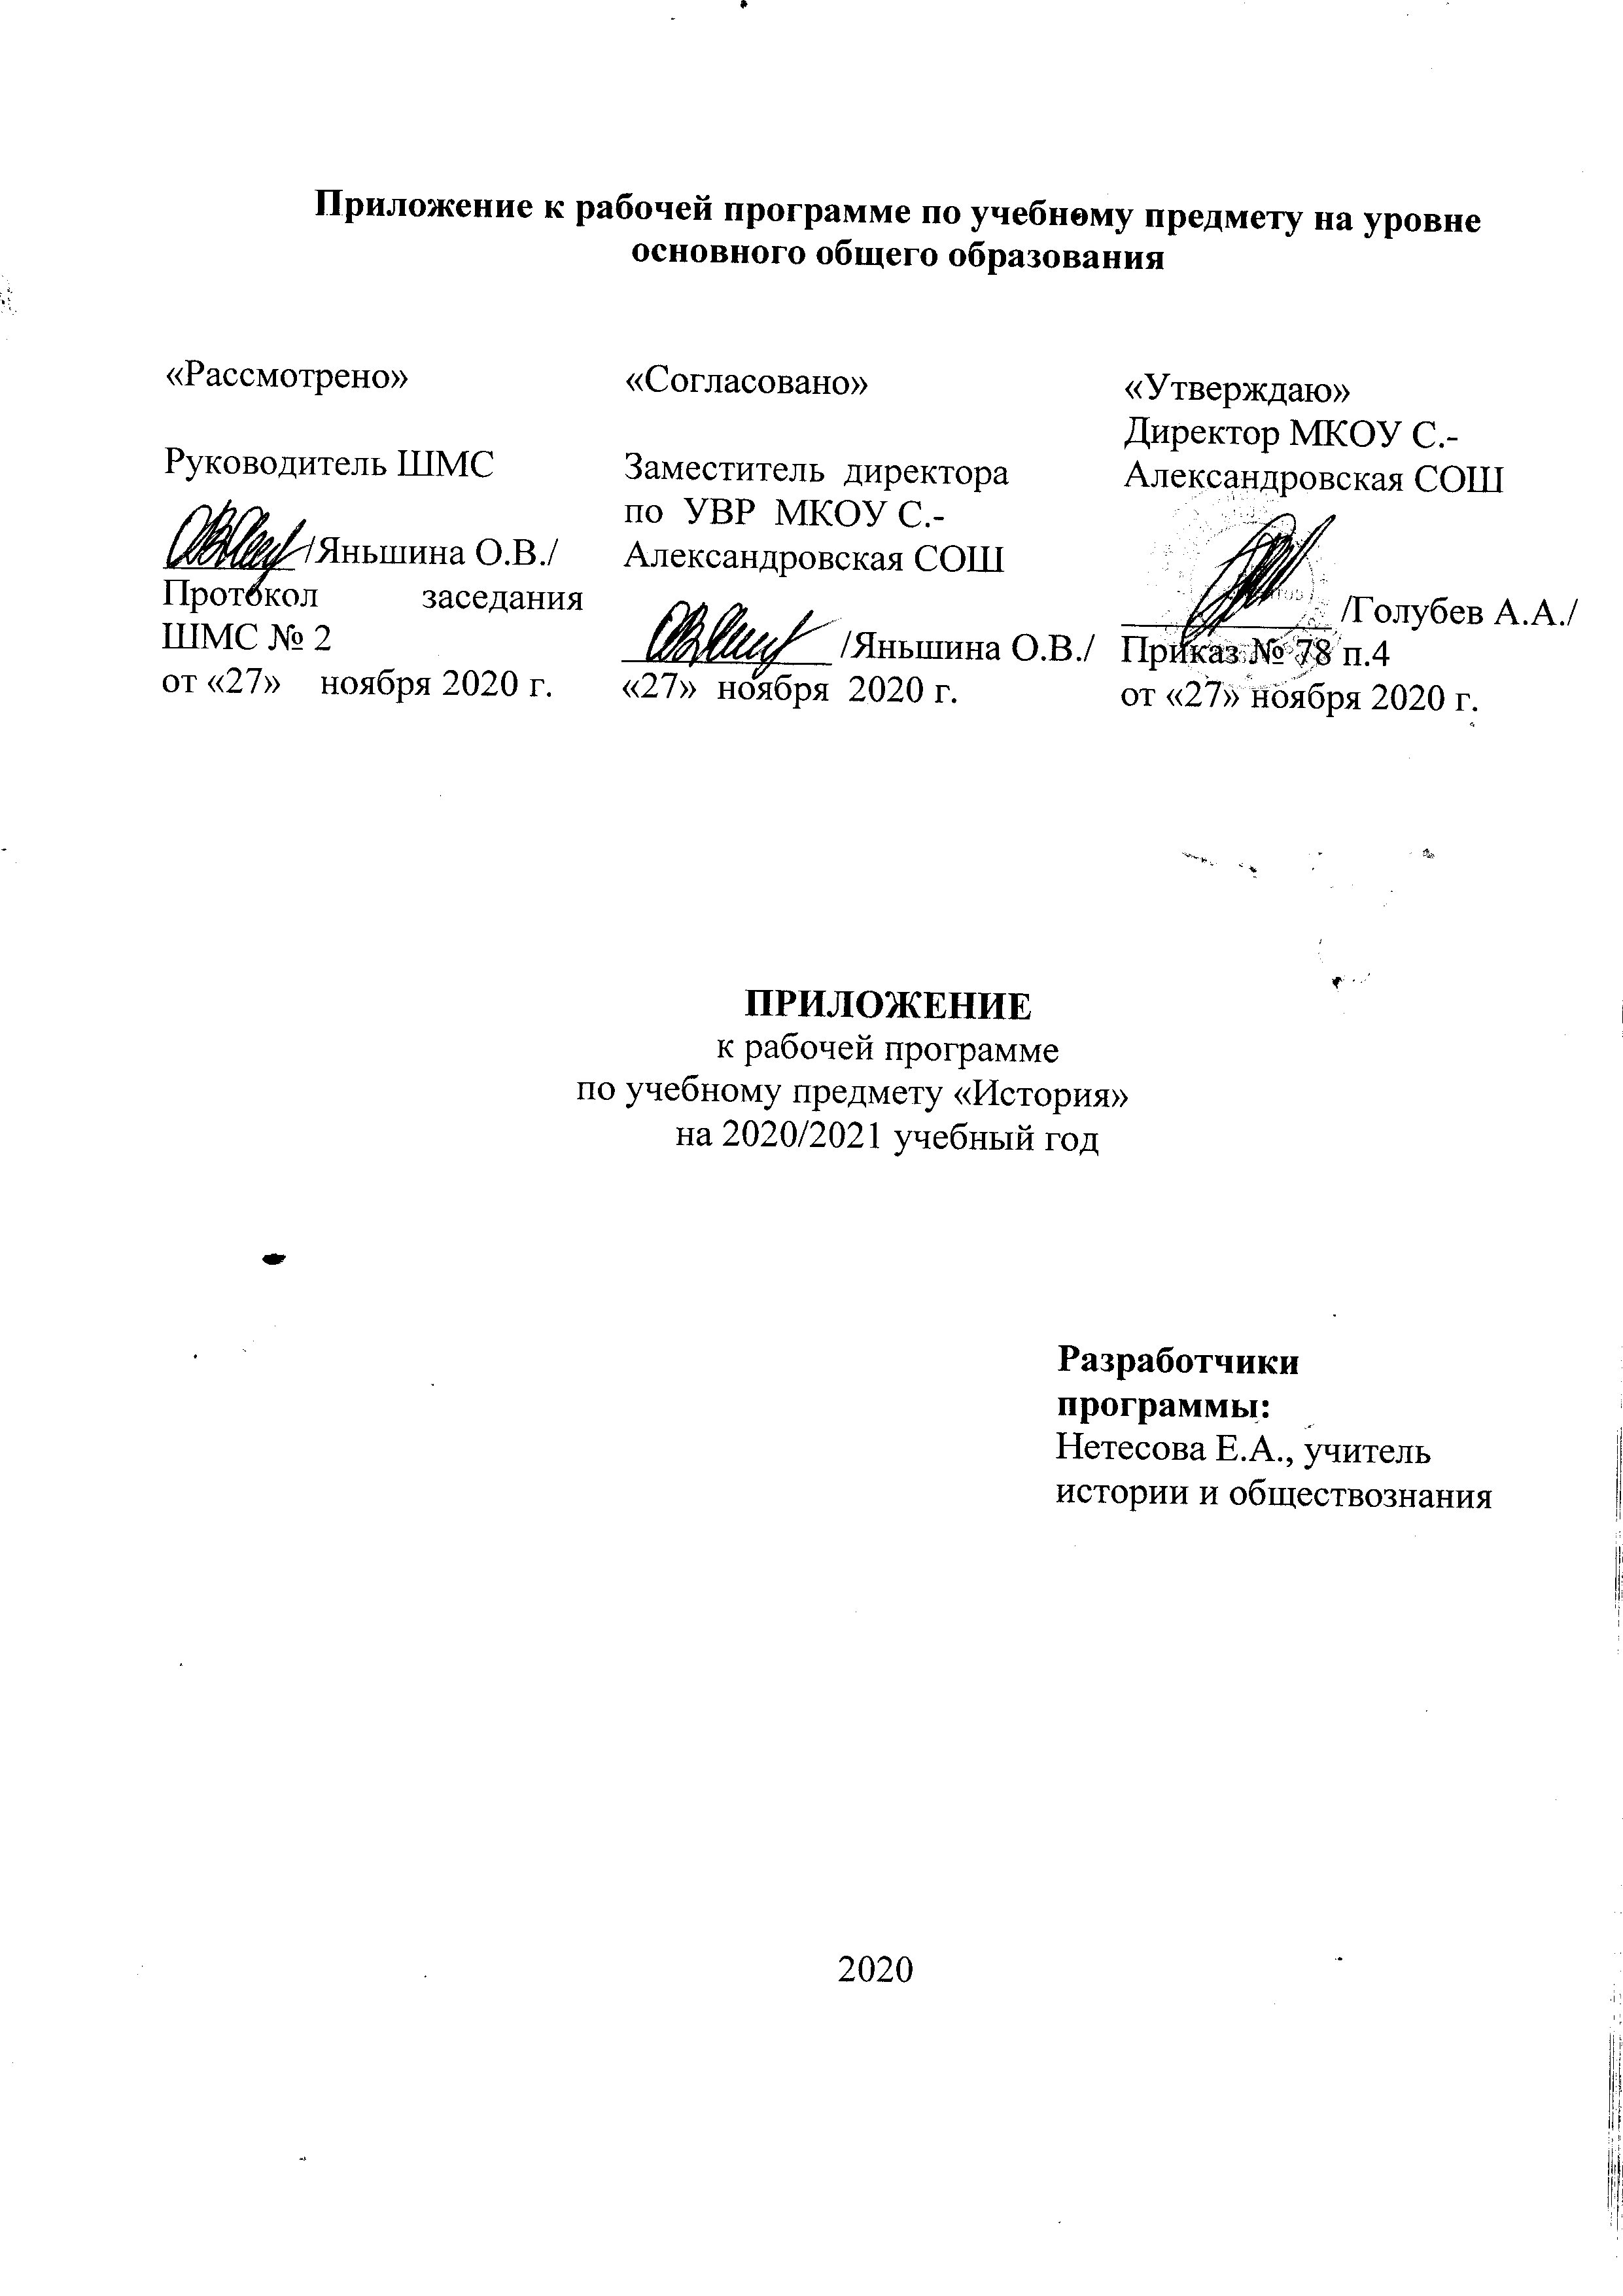 Приложение к рабочей программе по учебному предмету на уровне
основного общего образования
«Рассмотрено»
Руководитель ШМС
/Яньшина О.В./
Протокол заседания
ШМС № 2
от «27» ноября 2020 г.
«Согласовано»
Заместитель директора
по УВР МКОУ С.-
Александровская СОШ
/Яньшина О.В./
«27» ноября 2020 г.
«Утверждаю»
Директор МКОУ С.-
Александровская СОШ
/Голубев А.А./
Приказ № 78 п.4
от «27» ноября 2020 г.
ПРИЛОЖЕНИЕ
к рабочей программе
по учебному предмету «История»
на 2020/2021 учебный год
Разработчики
программы:
Нетесова Е.А., учитель
истории и обществознания
2020